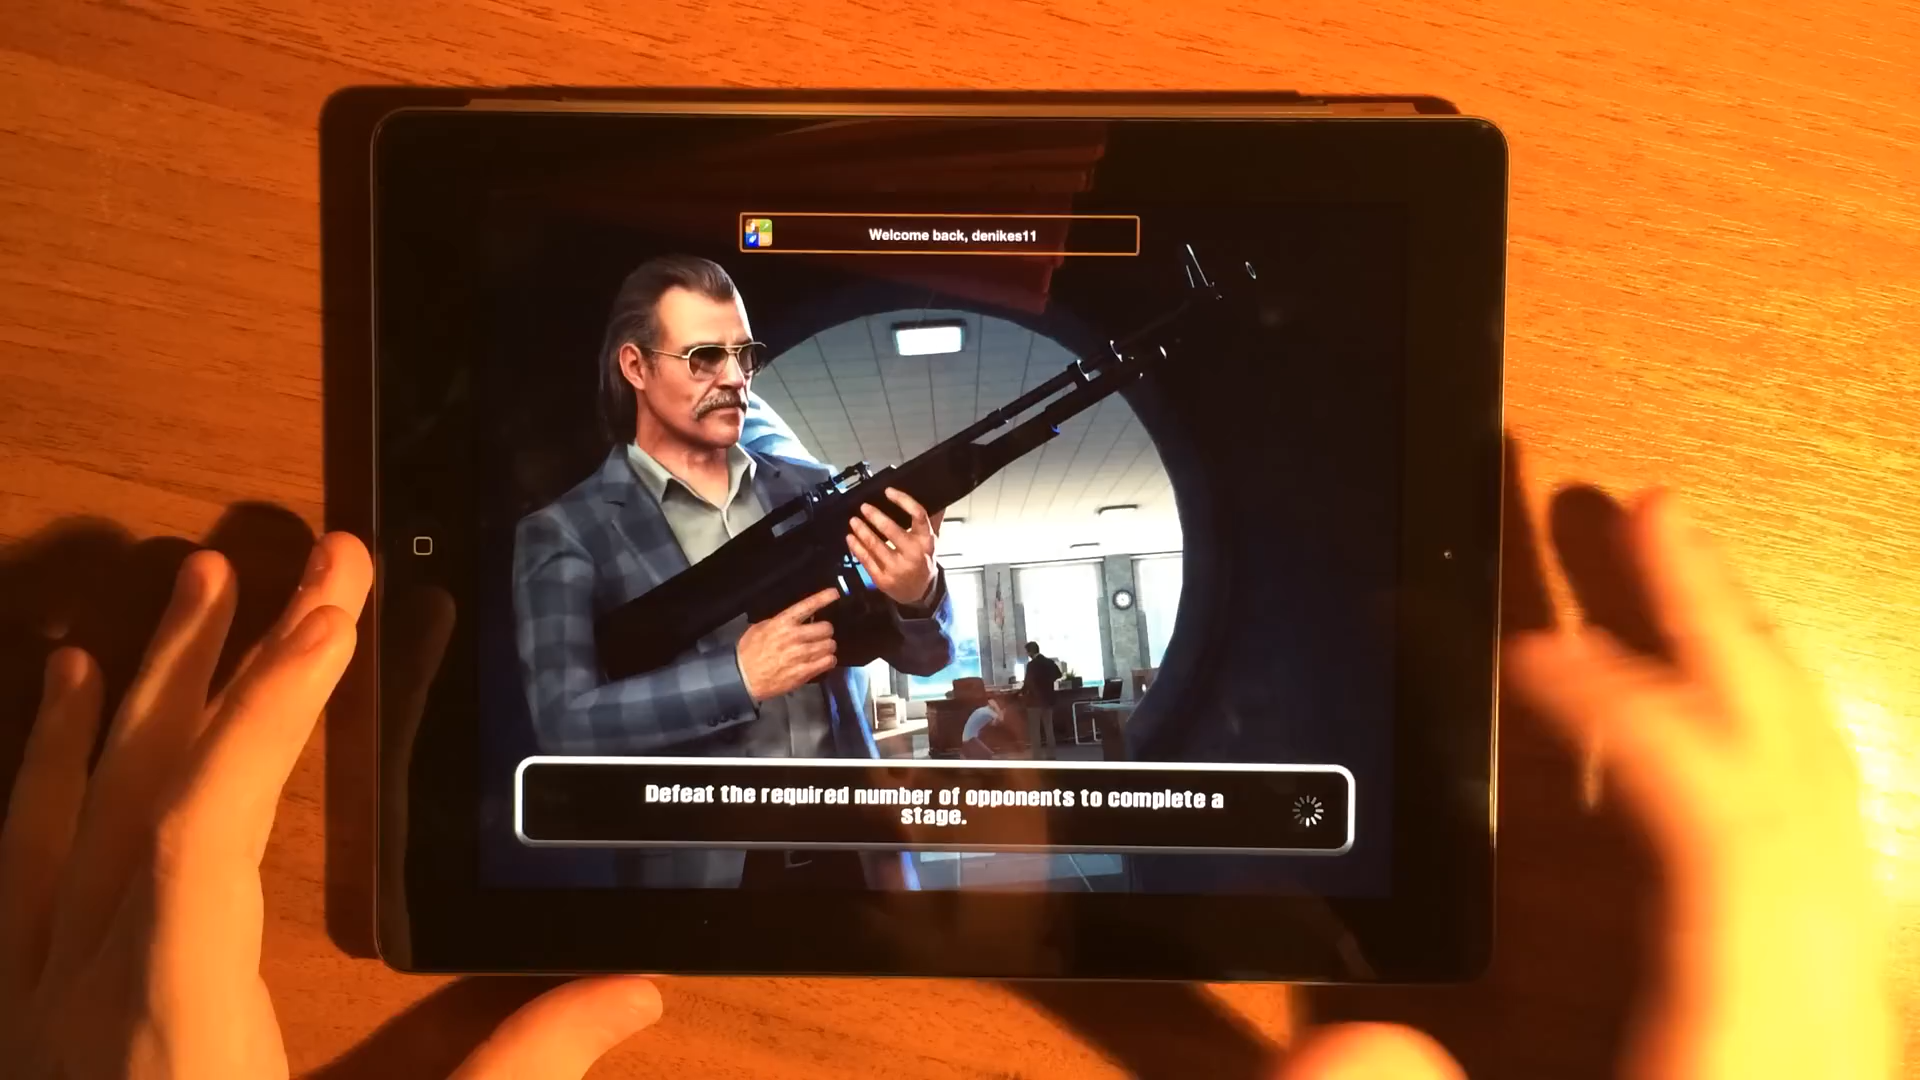 Welcome back, denikes11
Defeat the required number of opponents to complete a
stage.